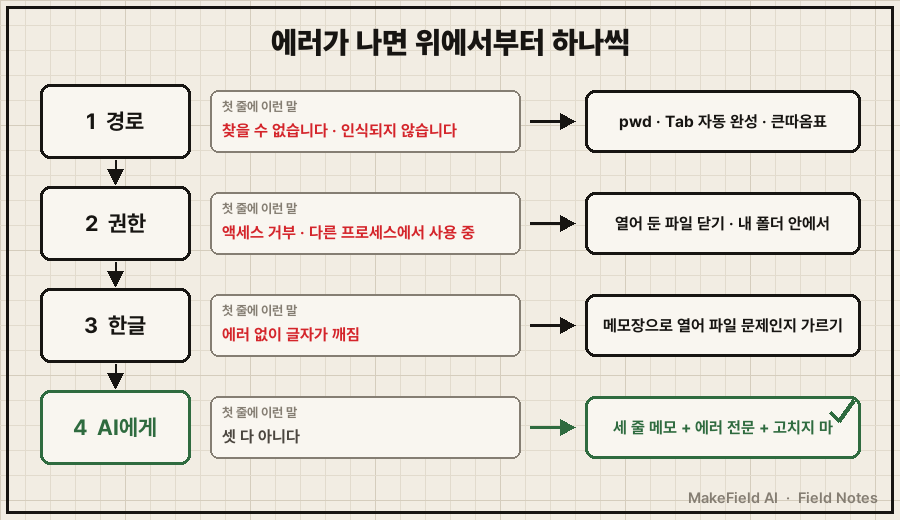 에러가 나면 위에서부터 하나씩
1 경로
첫 줄에 이런 말
찾을 수 없습니다 · 인식되지 않습니다
pwd · Tab 자동 완성 · 큰따옴표
2 권한
첫 줄에 이런 말
액세스 거부 · 다른 프로세스에서 사용 중
열어 둔 파일 닫기 · 내 폴더 안에서
3 한글
첫 줄에 이런 말
에러 없이 글자가 깨짐
메모장으로 열어 파일 문제인지 가르기
4 AI에게
첫 줄에 이런 말
셋 다 아니다
세 줄 메모 + 에러 전문 + 고치지 마
MakeField AI · Field Notes